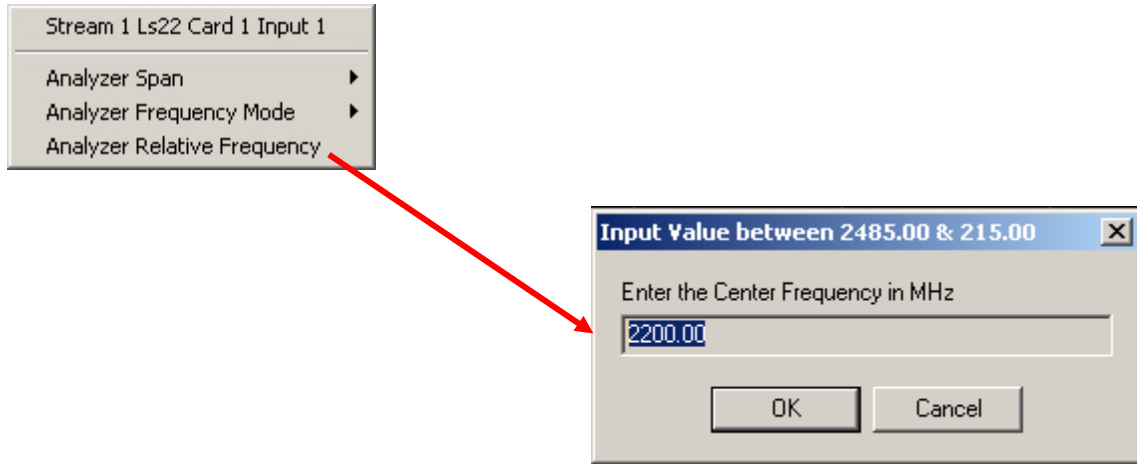 Stream 1 Ls22 Card 1 Input 1
Analyzer Span
Analyzer Frequency Mode
Analyzer Relative Frequency
Input Value between 2485.00 & 215.00
Enter the Center Frequency in MHz
2200.00
OK
Cancel